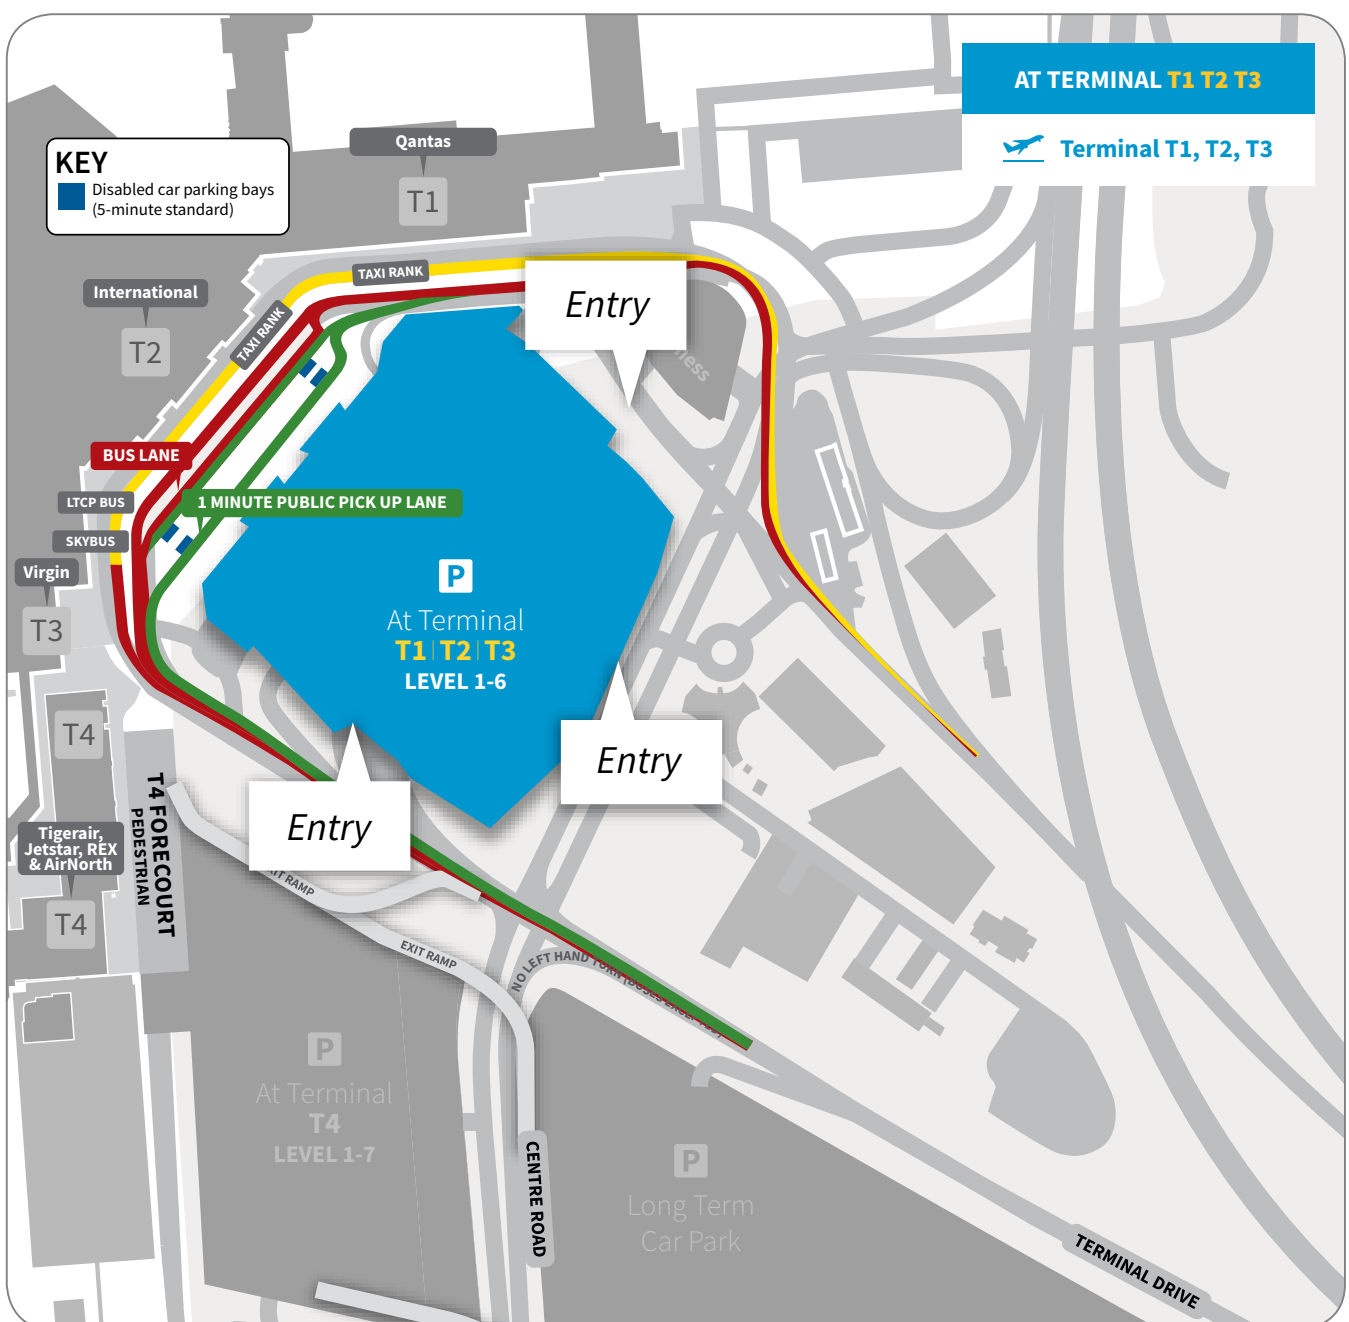 AT TERMINAL T1 T2 T3
Terminal T1, T2, T3
KEY
Disabled car parking bays
(5-minute standard)
Qantas
T1
International
T2
TAXI RANK
TAXI RANK
Entry
BUS LANE
LTCP BUS
1 MINUTE PUBLIC PICK UP LANE
SKYBUS
Virgin
T3
P
At Terminal
T1 T2 T3
LEVEL 1-6
T4
Entry
Entry
T4 FORECOURT
PEDESTRIAN
Tigerair,
Jetstar, REX
& AirNorth
T4
RAMP
EXIT RAMP
NO LEFT HAND TURN
P
At Terminal
T4
LEVEL 1-7
CENTRE ROAD
P
Long Term
Car Park
TERMINAL DRIVE